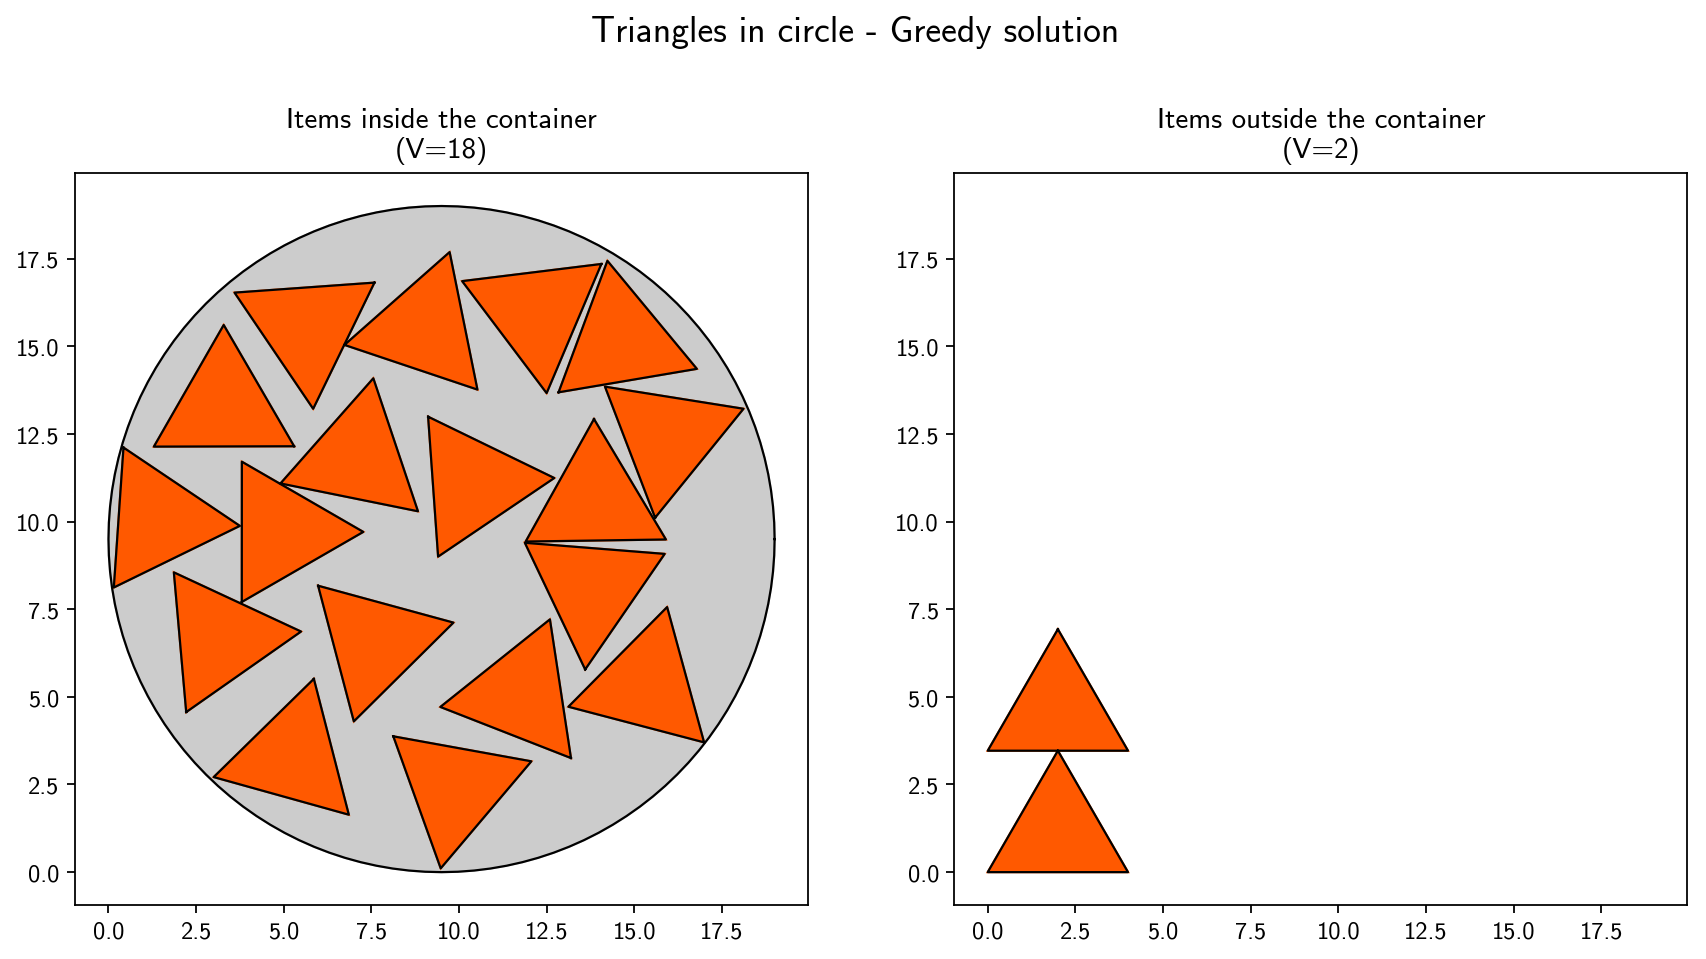 Triangles in circle - Greedy solution
Items inside the container
(V=18)
17.5
15.0
12.5
10.0
7.5
5.0
2.5
0.0
0.0 2.5 5.0 7.5 10.0 12.5 15.0 17.5
Items outside the container
(V=2)
17.5
15.0
12.5
10.0
7.5
5.0
2.5
0.0
0.0 2.5 5.0 7.5 10.0 12.5 15.0 17.5